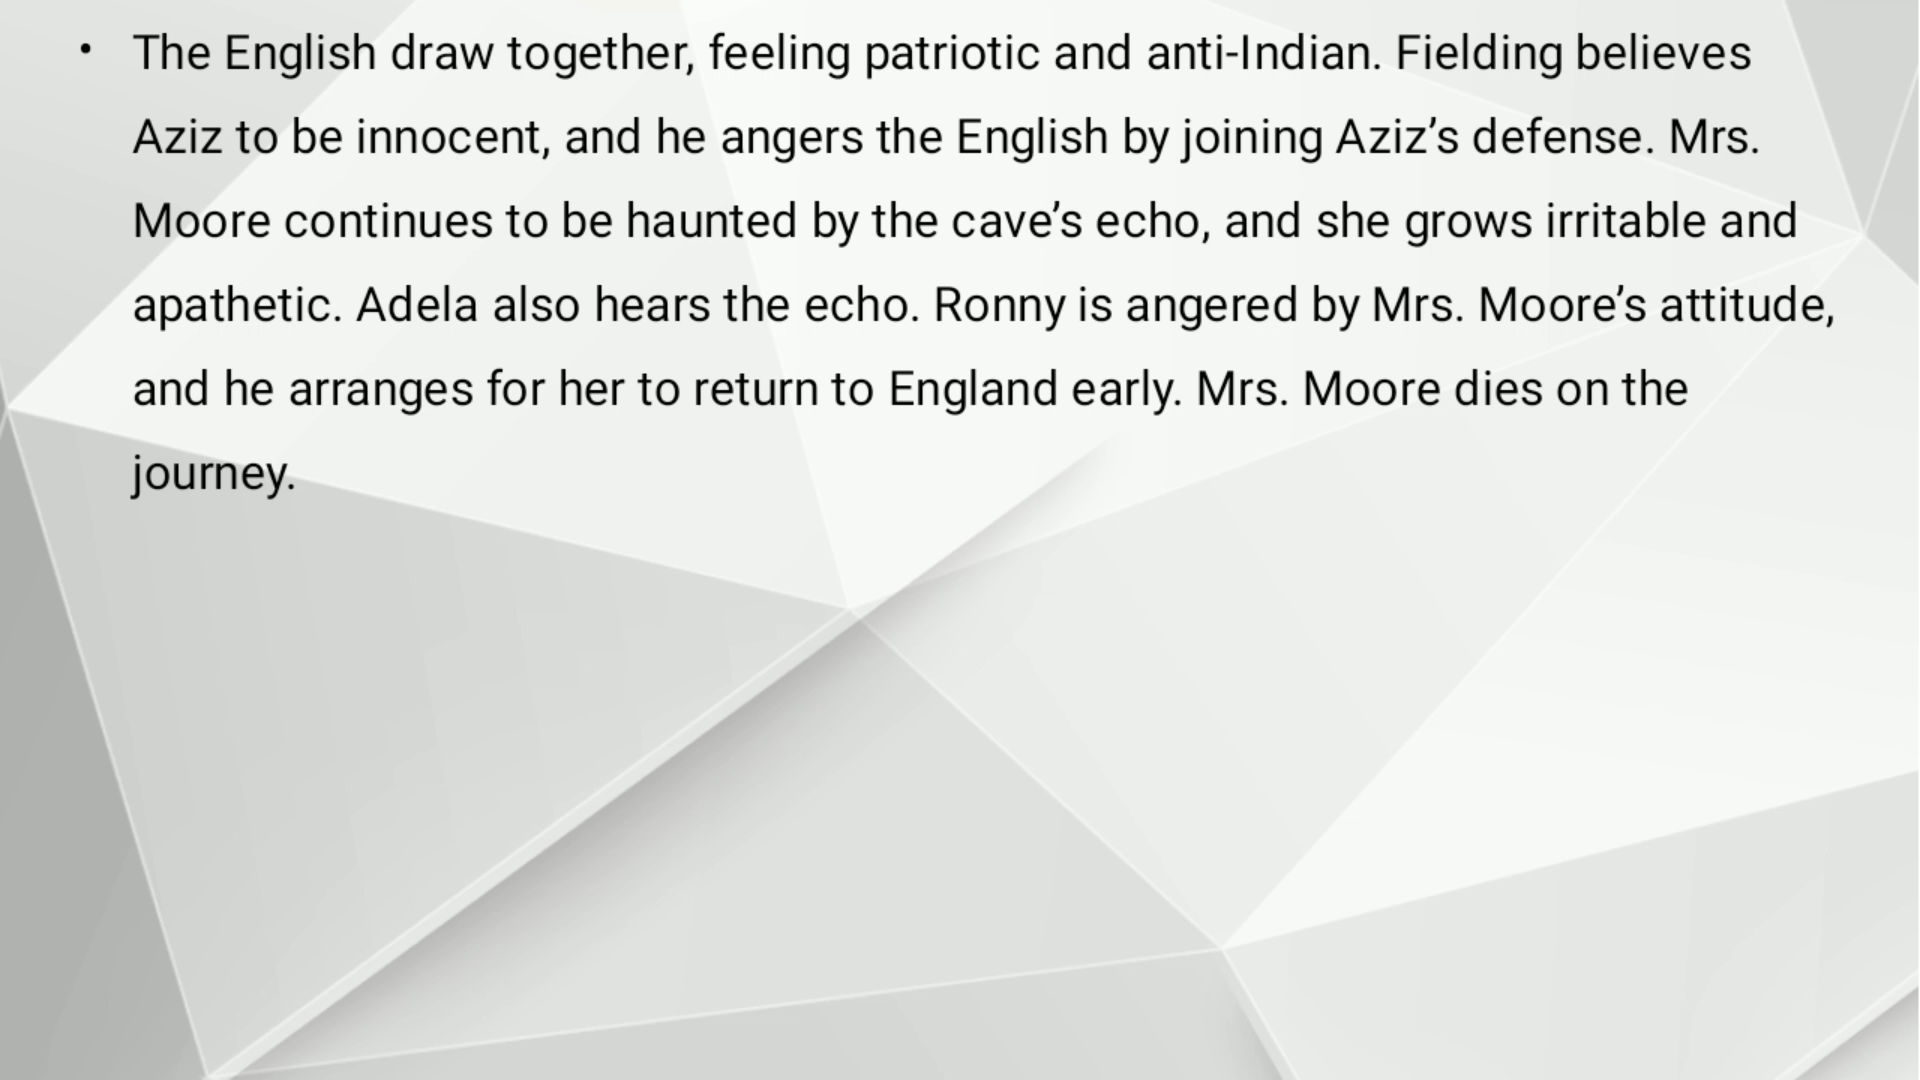 • The English draw together, feeling patriotic and anti-Indian. Fielding believes
Aziz to be innocent, and he angers the English by joining Aziz’s defense. Mrs.
Moore continues to be haunted by the cave’s echo, and she grows irritable and
apathetic. Adela also hears the echo. Ronny is angered by Mrs. Moore’s attitude,
and he arranges for her to return to England early. Mrs. Moore dies on the
journey.